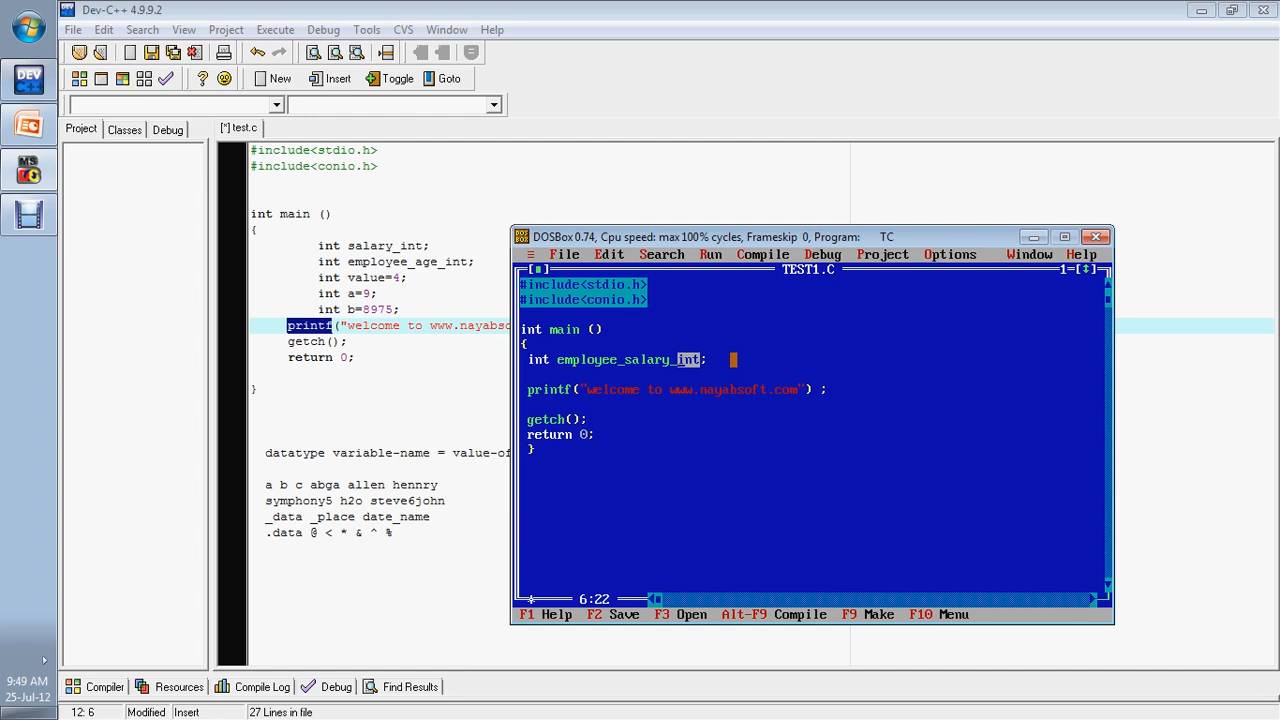 Dev-C++ 4.9.9.2
File Edit Search View Project Execute Debug Tools CVS Window Help
New Insert Toggle Goto
Project Classes Debug
[*] test.c
#include<stdio.h>
#include<conio.h>
int main ()
{
int salary_int;
int employee_age_int;
int value=4;
int a=9;
int b=8975;
printf("welcome to www.nayabso
getch();
return 0;
}
datatype variable-name = value-of
a b c abga allen hennry
symphony5 h2o steve6john
_data _place date_name
.data @ < * & ^ %
DOSBox 0.74, Cpu speed: max 100% cycles, Frameskip 0, Program: TC
File Edit Search Run Compile Debug Project Options Window Help
TEST1.C 1
#include<stdio.h>
#include<conio.h>
int main ()
{
int employee_salary_int;
printf("welcome to www.nayabsoft.com") ;
getch();
return 0;
}
6:22
F1 Help F2 Save F3 Open Alt-F9 Compile F9 Make F10 Menu
DEV C++
MS
9:49 AM
25-Jul-12
Compiler Resources Compile Log Debug Find Results
12: 6 Modified Insert 27 Lines in file